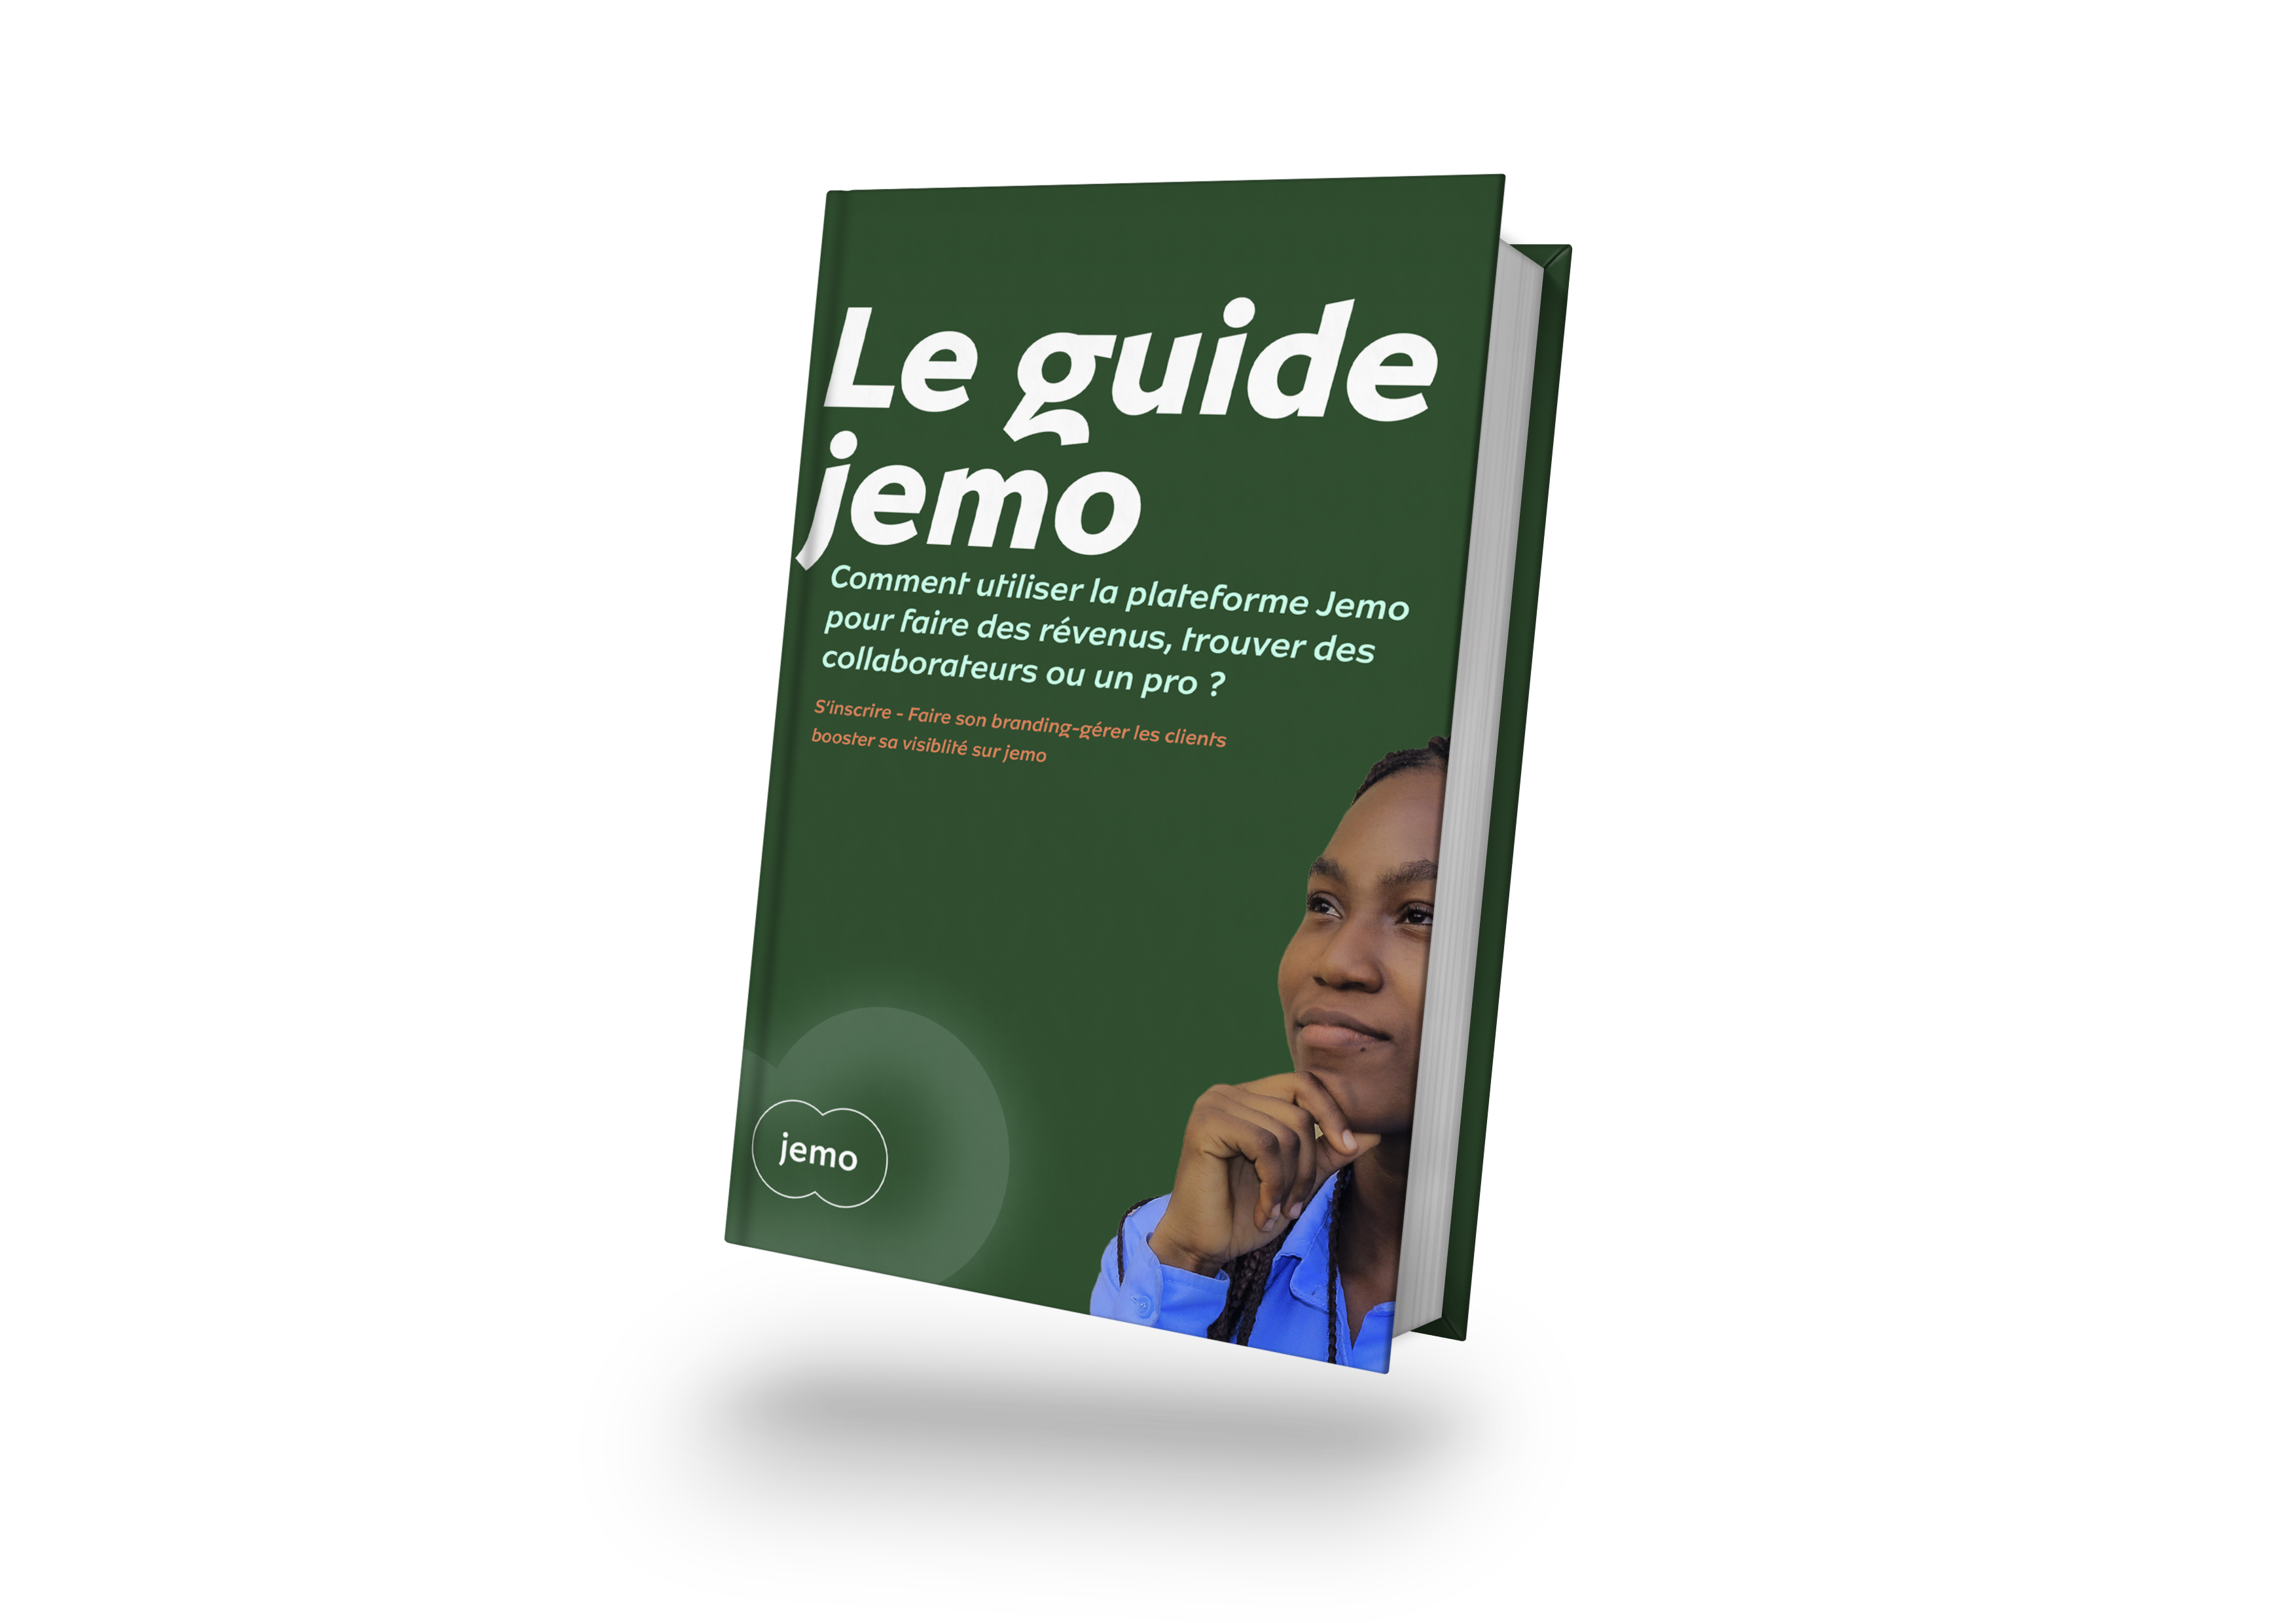 Le guide
jemo
Comment utiliser la plateforme Jemo
pour faire des révenus, trouver des
collaborateurs ou un pro ?
S'inscrire - Faire son branding-gérer les clients
booster sa visiblité sur jemo
jemo